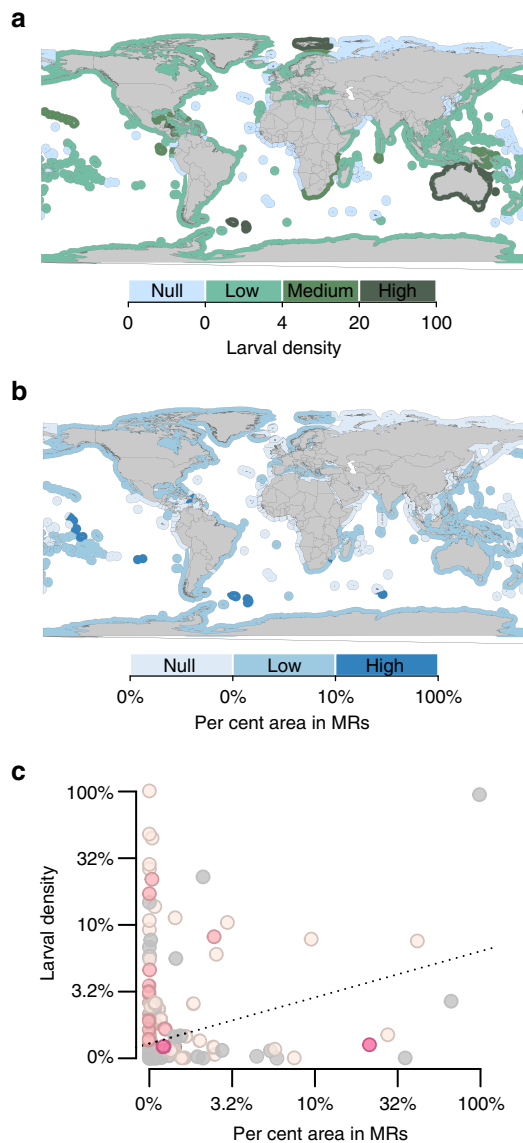 a
Null Low Medium High
0 0 4 20 100
Larval density
b
Null Low High
0% 0% 10% 100%
Per cent area in MRs
c
100%
32%
10%
3.2%
0%
Larval density
0% 3.2% 10% 32% 100%
Per cent area in MRs